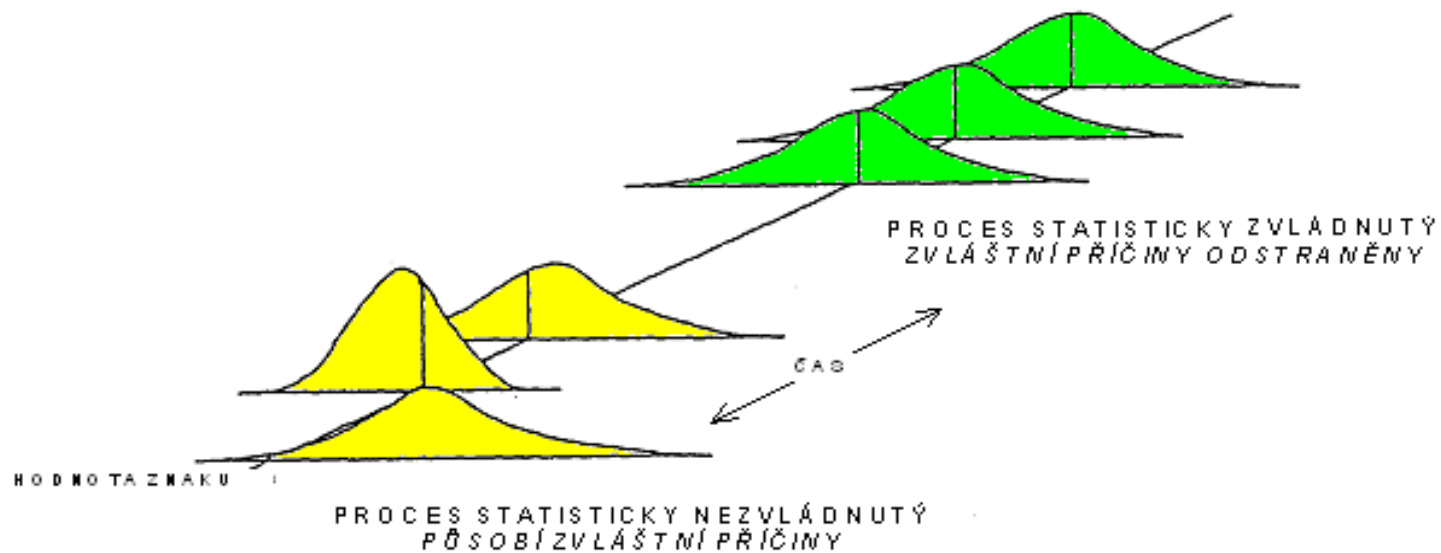 PROCES STATISTICKY ZVLÁDNUTÝ
ZVLÁŠTNÍ PŘÍČINY ODSTRANĚNY
ČAS
HODNOTA ZNAKU
PROCES STATISTICKY NEZVLÁDNUTÝ
PŮSOBÍ ZVLÁŠTNÍ PŘÍČINY